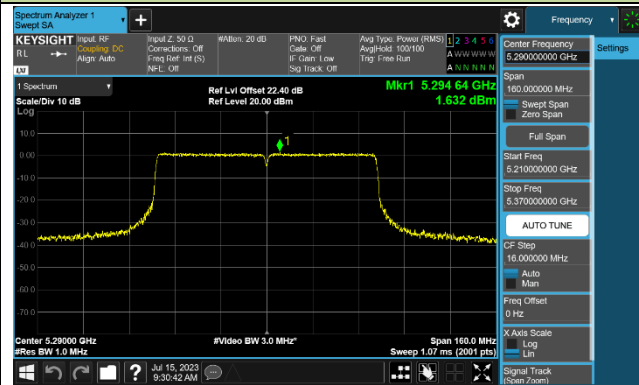 Spectrum Analyzer 1
Swept SA
Frequency
KEYSIGHT
RL
Input: RF
Coupling: DC
Align: Auto
Input Z: 50 Ω
Corrections: Off
Freq Ref: Int (S)
NFE: Off
#Atten: 20 dB
PNO: Fast
Gate: Off
IF Gain: Low
Sig Track: Off
Avg Type: Power (RMS)
Avg|Hold: 100/100
Trig: Free Run
1 2 3 4 5 6
A W W W W W
A N N N N N
LXI
Center Frequency
5.290000000 GHz
Settings
Span
160.000000 MHz
Swept Span
Zero Span
Full Span
Start Freq
5.210000000 GHz
Stop Freq
5.370000000 GHz
AUTO TUNE
CF Step
16.000000 MHz
Auto
Man
Freq Offset
0 Hz
X Axis Scale
Log
Lin
Signal Track
(Span Zoom)
1 Spectrum
Scale/Div 10 dB
Log
Ref Lvl Offset 22.40 dB
Ref Level 20.00 dBm
Mkr1 5.294 64 GHz
1.632 dBm
1
10.0
0.00
-10.0
-20.0
-30.0
-40.0
-50.0
-60.0
-70.0
Center 5.29000 GHz
#Res BW 1.0 MHz
#Video BW 3.0 MHz*
Span 160.0 MHz
Sweep 1.07 ms (2001 pts)
?
Jul 15, 2023
9:30:42 AM